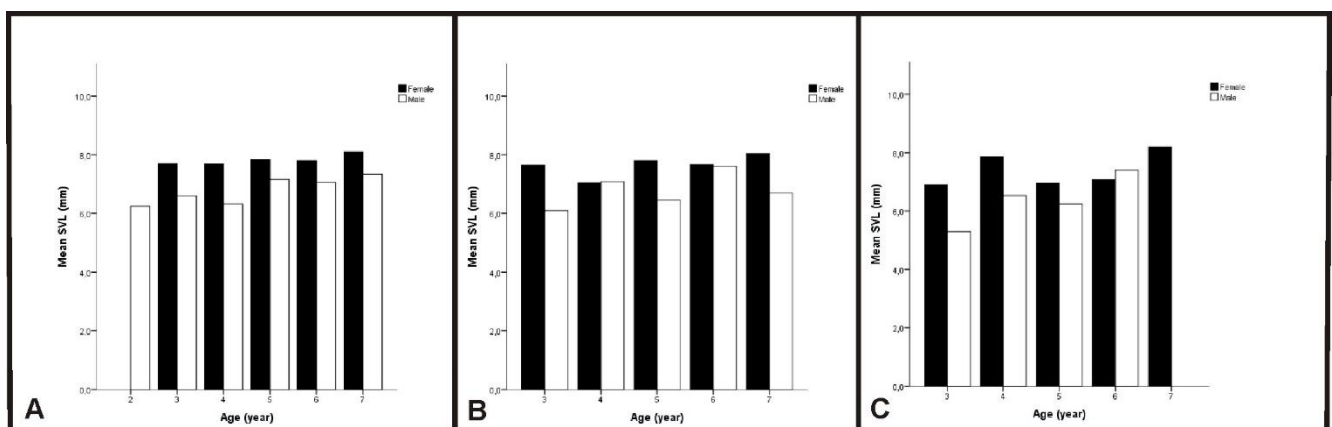 Female
Male
10,0
8,0
6,0
4,0
2,0
0,0
Mean SVL (mm)
2 3 4 5 6 7
Age (year)
A
Female
Male
10,0
8,0
6,0
4,0
2,0
0,0
Mean SVL (mm)
3 4 5 6 7
Age (year)
B
Female
Male
10,0
8,0
6,0
4,0
2,0
0,0
Mean SVL (mm)
3 4 5 6 7
Age (year)
C